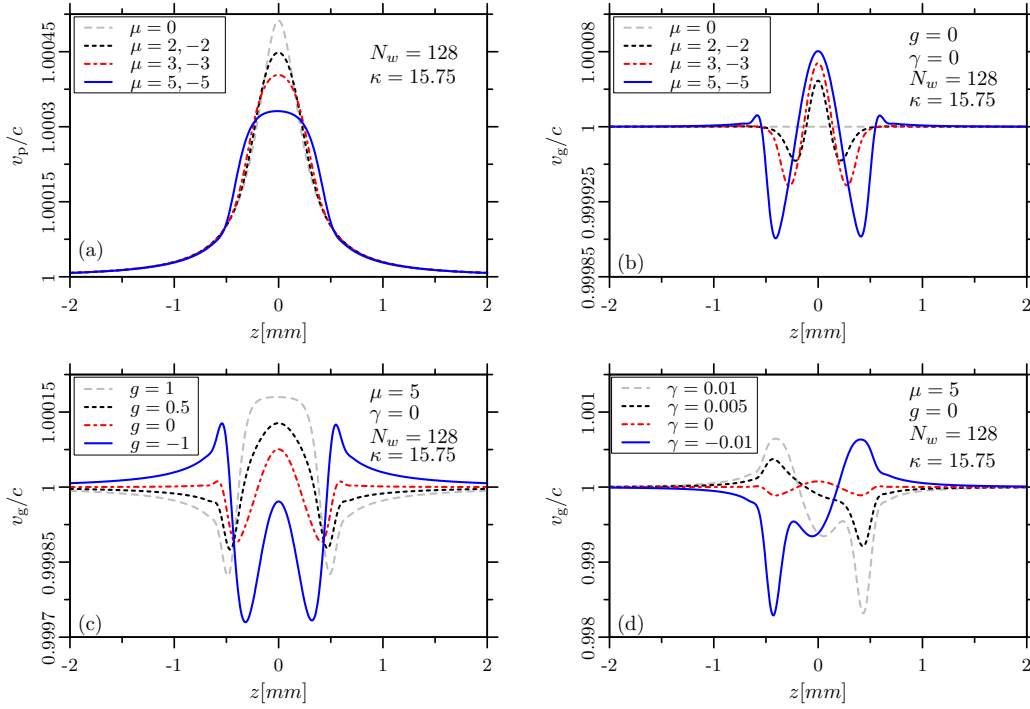 μ = 0
μ = 2, −2
μ = 3, −3
μ = 5, −5
N_w = 128
κ = 15.75
(a)
v_p/c
1.00045
1.0003
1.00015
1
-2 -1 0 1 2
z[mm]
μ = 0
μ = 2, −2
μ = 3, −3
μ = 5, −5
g = 0
γ = 0
N_w = 128
κ = 15.75
(b)
v_g/c
1.00008
1
0.999925
0.99985
-2 -1 0 1 2
z[mm]
g = 1
g = 0.5
g = 0
g = −1
μ = 5
γ = 0
N_w = 128
κ = 15.75
(c)
v_g/c
1.00015
1
0.99985
0.9997
-2 -1 0 1 2
z[mm]
γ = 0.01
γ = 0.005
γ = 0
γ = −0.01
μ = 5
g = 0
N_w = 128
κ = 15.75
(d)
v_g/c
1.001
1
0.999
0.998
-2 -1 0 1 2
z[mm]